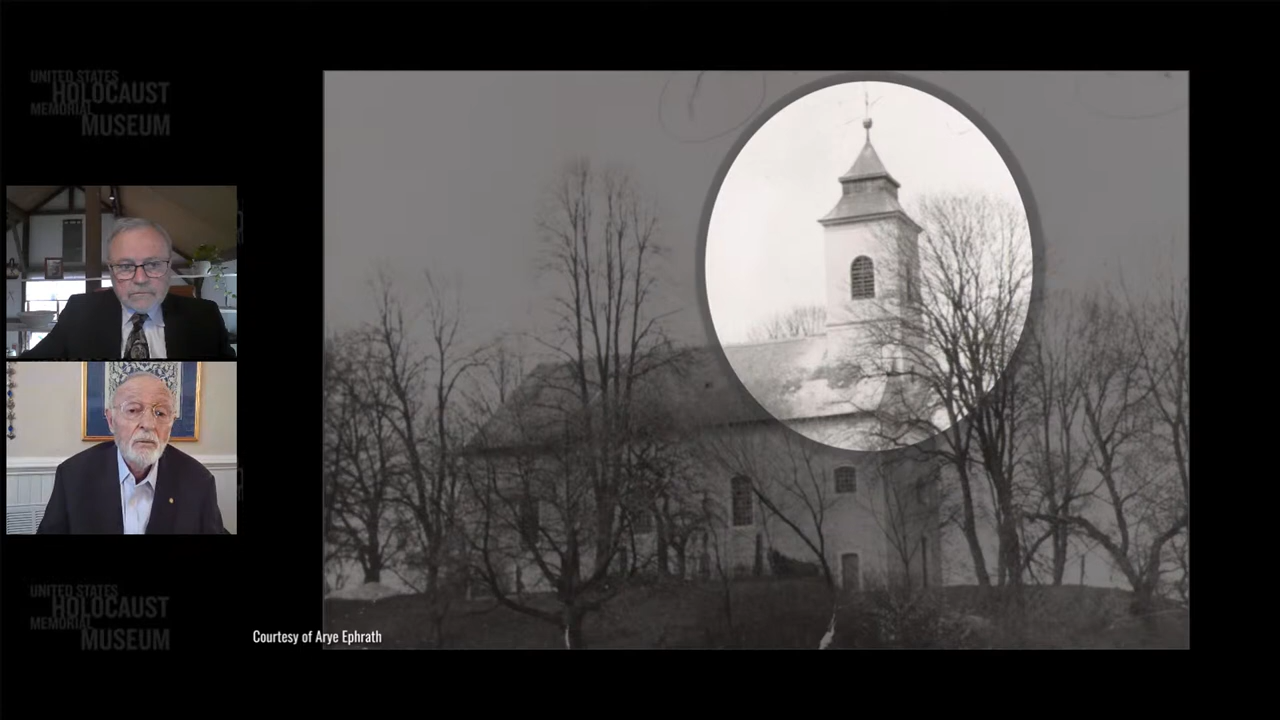 UNITED STATES
HOLOCAUST
MEMORIAL
MUSEUM
UNITED STATES
HOLOCAUST
MEMORIAL
MUSEUM
Courtesy of Arye Ephrath